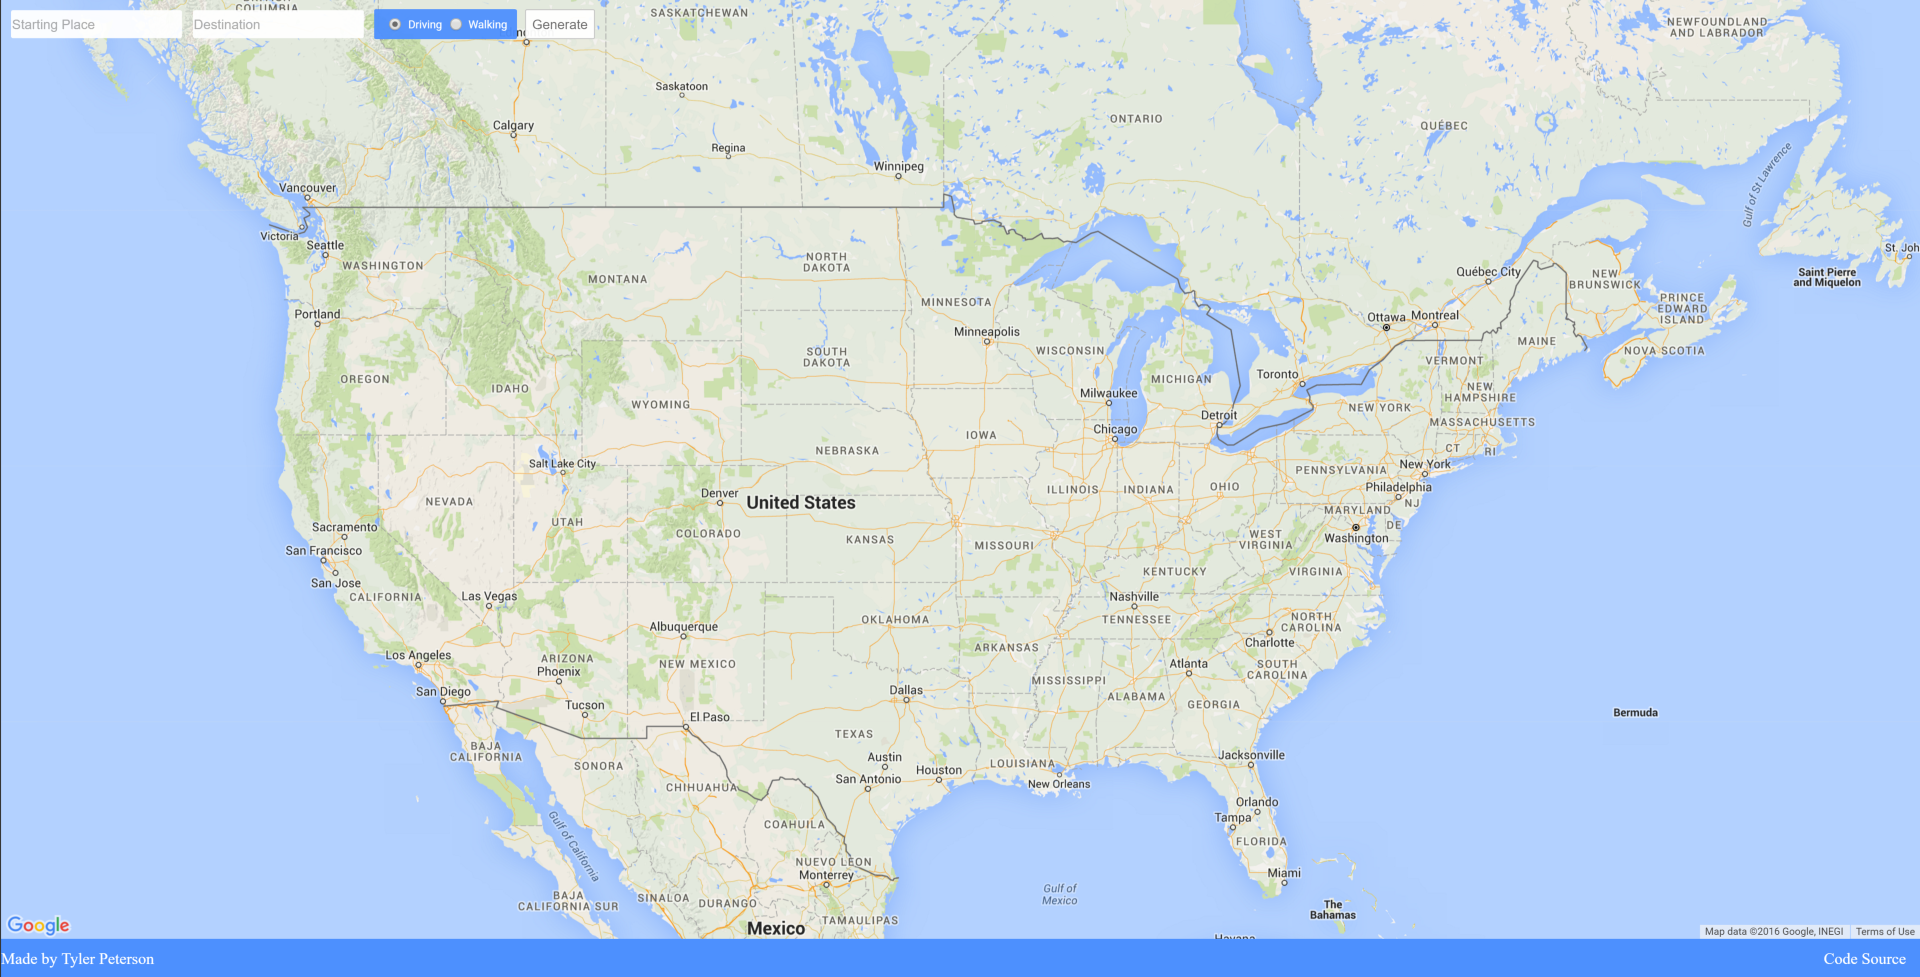 BRITISH
COLUMBIA
SASKATCHEWAN
NEWFOUNDLAND
AND LABRADOR
Starting Place
Destination
Driving
Walking
Generate
Saskatoon
Calgary
ONTARIO
QUÉBEC
Regina
Winnipeg
Gulf of St Lawrence
Vancouver
Victoria
Seattle
WASHINGTON
MONTANA
NORTH
DAKOTA
MINNESOTA
Québec City
NEW
BRUNSWICK
PRINCE
EDWARD
ISLAND
St. Joh
Saint Pierre
and Miquelon
Portland
Minneapolis
Ottawa
Montreal
MAINE
NOVA SCOTIA
OREGON
IDAHO
WYOMING
SOUTH
DAKOTA
WISCONSIN
MICHIGAN
Toronto
VERMONT
NEW
HAMPSHIRE
Milwaukee
Detroit
NEW YORK
MASSACHUSETTS
Chicago
IOWA
NEBRASKA
CT
RI
Salt Lake City
PENNSYLVANIA
New York
NEVADA
Denver
United States
ILLINOIS
INDIANA
OHIO
Philadelphia
NJ
MARYLAND
DE
Sacramento
UTAH
COLORADO
KANSAS
MISSOURI
WEST
VIRGINIA
Washington
San Francisco
San Jose
KENTUCKY
VIRGINIA
CALIFORNIA
Las Vegas
Nashville
TENNESSEE
NORTH
CAROLINA
Albuquerque
OKLAHOMA
Charlotte
Los Angeles
ARIZONA
Phoenix
NEW MEXICO
ARKANSAS
Atlanta
SOUTH
CAROLINA
San Diego
Tucson
El Paso
Dallas
MISSISSIPPI
ALABAMA
GEORGIA
Bermuda
BAJA
CALIFORNIA
SONORA
TEXAS
Austin
San Antonio
Houston
LOUISIANA
New Orleans
Jacksonville
CHIHUAHUA
Orlando
Tampa
FLORIDA
Gulf of California
COAHUILA
NUEVO LEON
Monterrey
Miami
Gulf of
Mexico
BAJA
CALIFORNIA SUR
SINALOA
DURANGO
TAMAULIPAS
The
Bahamas
Mexico
Havana
Google
Map data ©2016 Google, INEGI
Terms of Use
Made by Tyler Peterson
Code Source